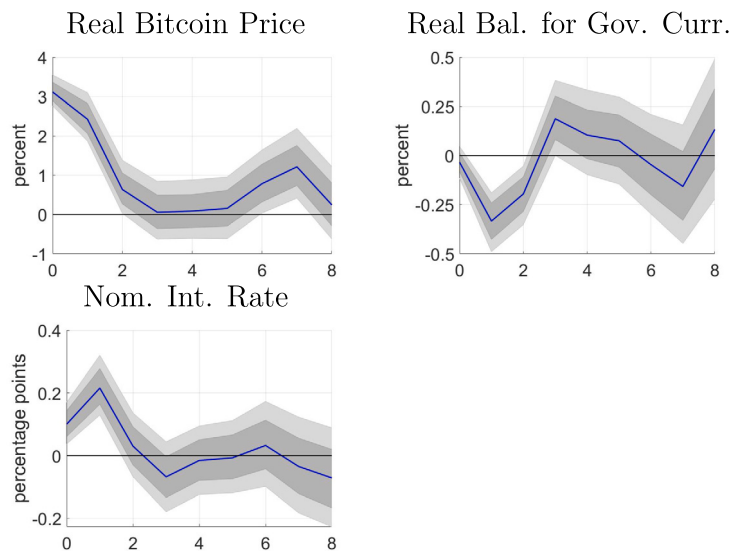 Real Bitcoin Price
Real Bal. for Gov. Curr.
percent
4
3
2
1
0
-1
0 2 4 6 8
percent
0.5
0.25
0
-0.25
-0.5
0 2 4 6 8
Nom. Int. Rate
percentage points
0.4
0.2
0
-0.2
0 2 4 6 8